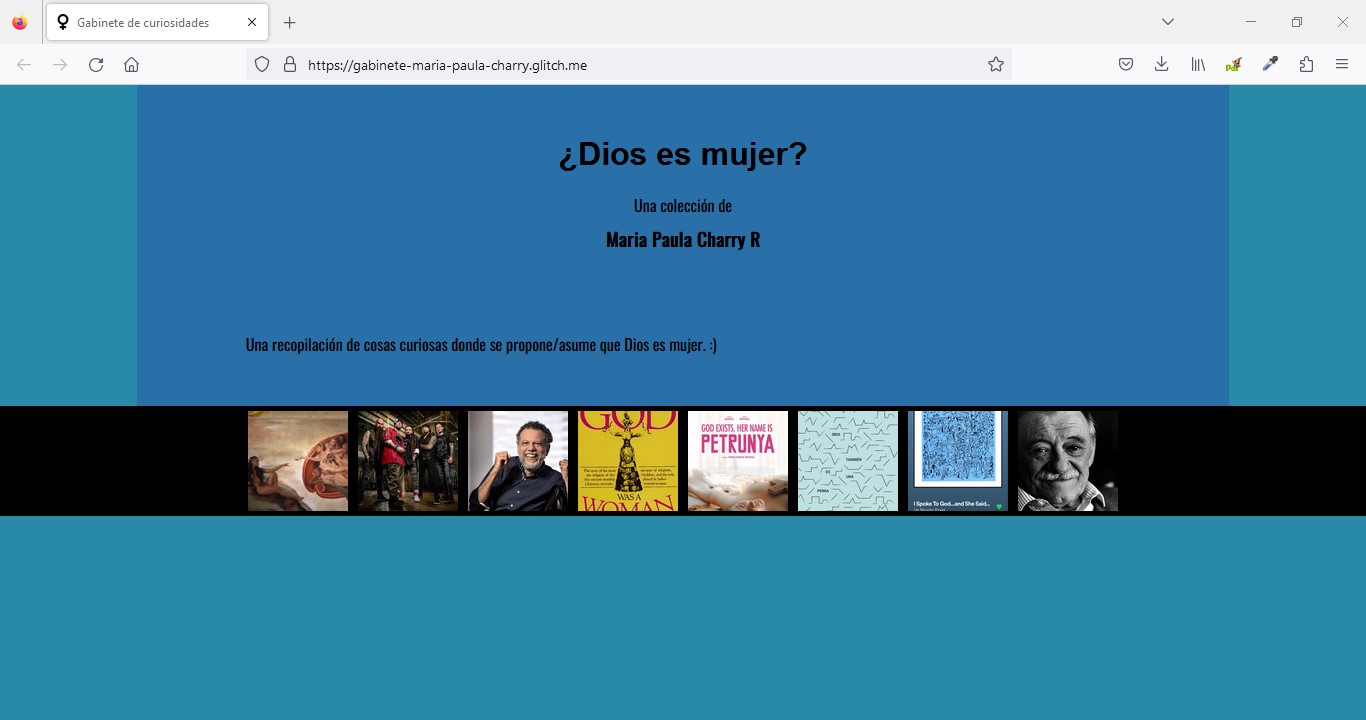 Gabinete de curiosidades
https://gabinete-maria-paula-charry.glitch.me
¿Dios es mujer?
Una colección de
Maria Paula Charry R
Una recopilación de cosas curiosas donde se propone/asume que Dios es mujer. :)
GOD
WAS A
WOMAN
GOD EXISTS, HER NAME IS
PETRUNYA
DIOS
TAMBIÉN
ES
UNA
PERRA
I Spoke To God...and She Said...